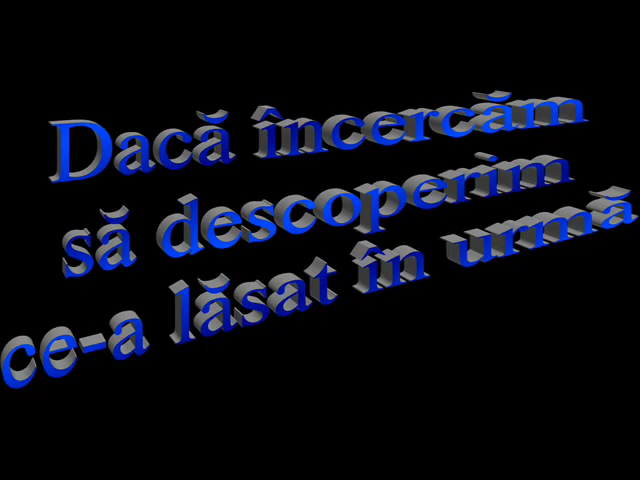 Dacă încercăm
să descoperim
ce-a lăsat în urmă